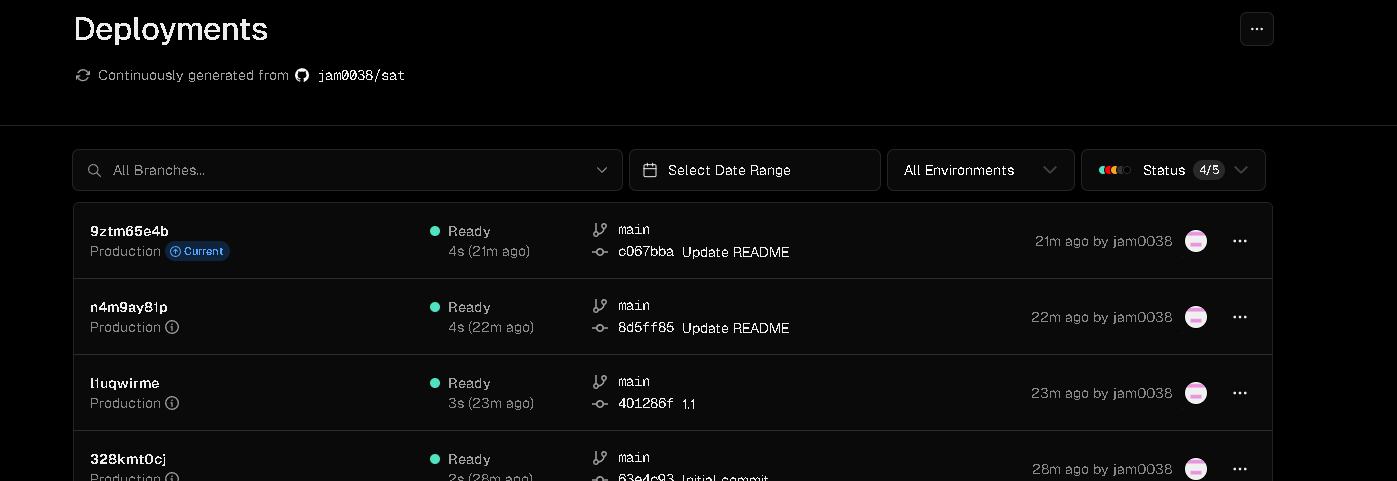 Deployments
Continuously generated from jam0038/sat
All Branches...
Select Date Range
All Environments
Status 4/5
9ztm65e4b
Production Current
Ready
4s (21m ago)
main
c067bba Update README
21m ago by jam0038
n4m9ay81p
Production
Ready
4s (22m ago)
main
8d5ff85 Update README
22m ago by jam0038
l1uqwirme
Production
Ready
3s (23m ago)
main
401286f 1.1
23m ago by jam0038
328kmt0cj
Production
Ready
2s (28m ago)
main
63e4c93 Initial commit
28m ago by jam0038